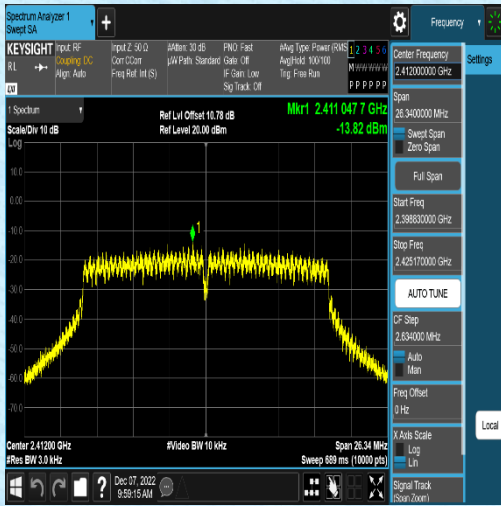 Spectrum Analyzer 1
Swept SA
Frequency
Settings
KEYSIGHT
RL
Input: RF
Coupling: DC
Align: Auto
Input Z: 50 Ω
Corr CCorr
Freq Ref: Int (S)
#Atten: 30 dB
µW Path: Standard
PNO: Fast
Gate: Off
IF Gain: Low
Sig Track: Off
#Avg Type: Power (RMS
Avg|Hold: 100/100
Trig: Free Run
1 2 3 4 5 6
M W W W W W
P P P P P P
LXI
1 Spectrum
Scale/Div 10 dB
Log
Ref Lvl Offset 10.78 dB
Ref Level 20.00 dBm
Mkr1 2.411 047 7 GHz
-13.82 dBm
1
10.0
0.00
-10.0
-20.0
-30.0
-40.0
-50.0
-60.0
-70.0
Center 2.41200 GHz
#Res BW 3.0 kHz
#Video BW 10 kHz
Span 26.34 MHz
Sweep 689 ms (10000 pts)
Center Frequency
2.412000000 GHz
Span
26.3400000 MHz
Swept Span
Zero Span
Full Span
Start Freq
2.398830000 GHz
Stop Freq
2.425170000 GHz
AUTO TUNE
CF Step
2.634000 MHz
Auto
Man
Freq Offset
0 Hz
X Axis Scale
Log
Lin
Signal Track
(Span Zoom)
Local
Dec 07, 2022
9:59:15 AM